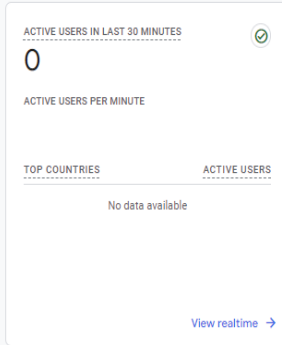 ACTIVE USERS IN LAST 30 MINUTES
0
ACTIVE USERS PER MINUTE
TOP COUNTRIES ACTIVE USERS
No data available
View realtime